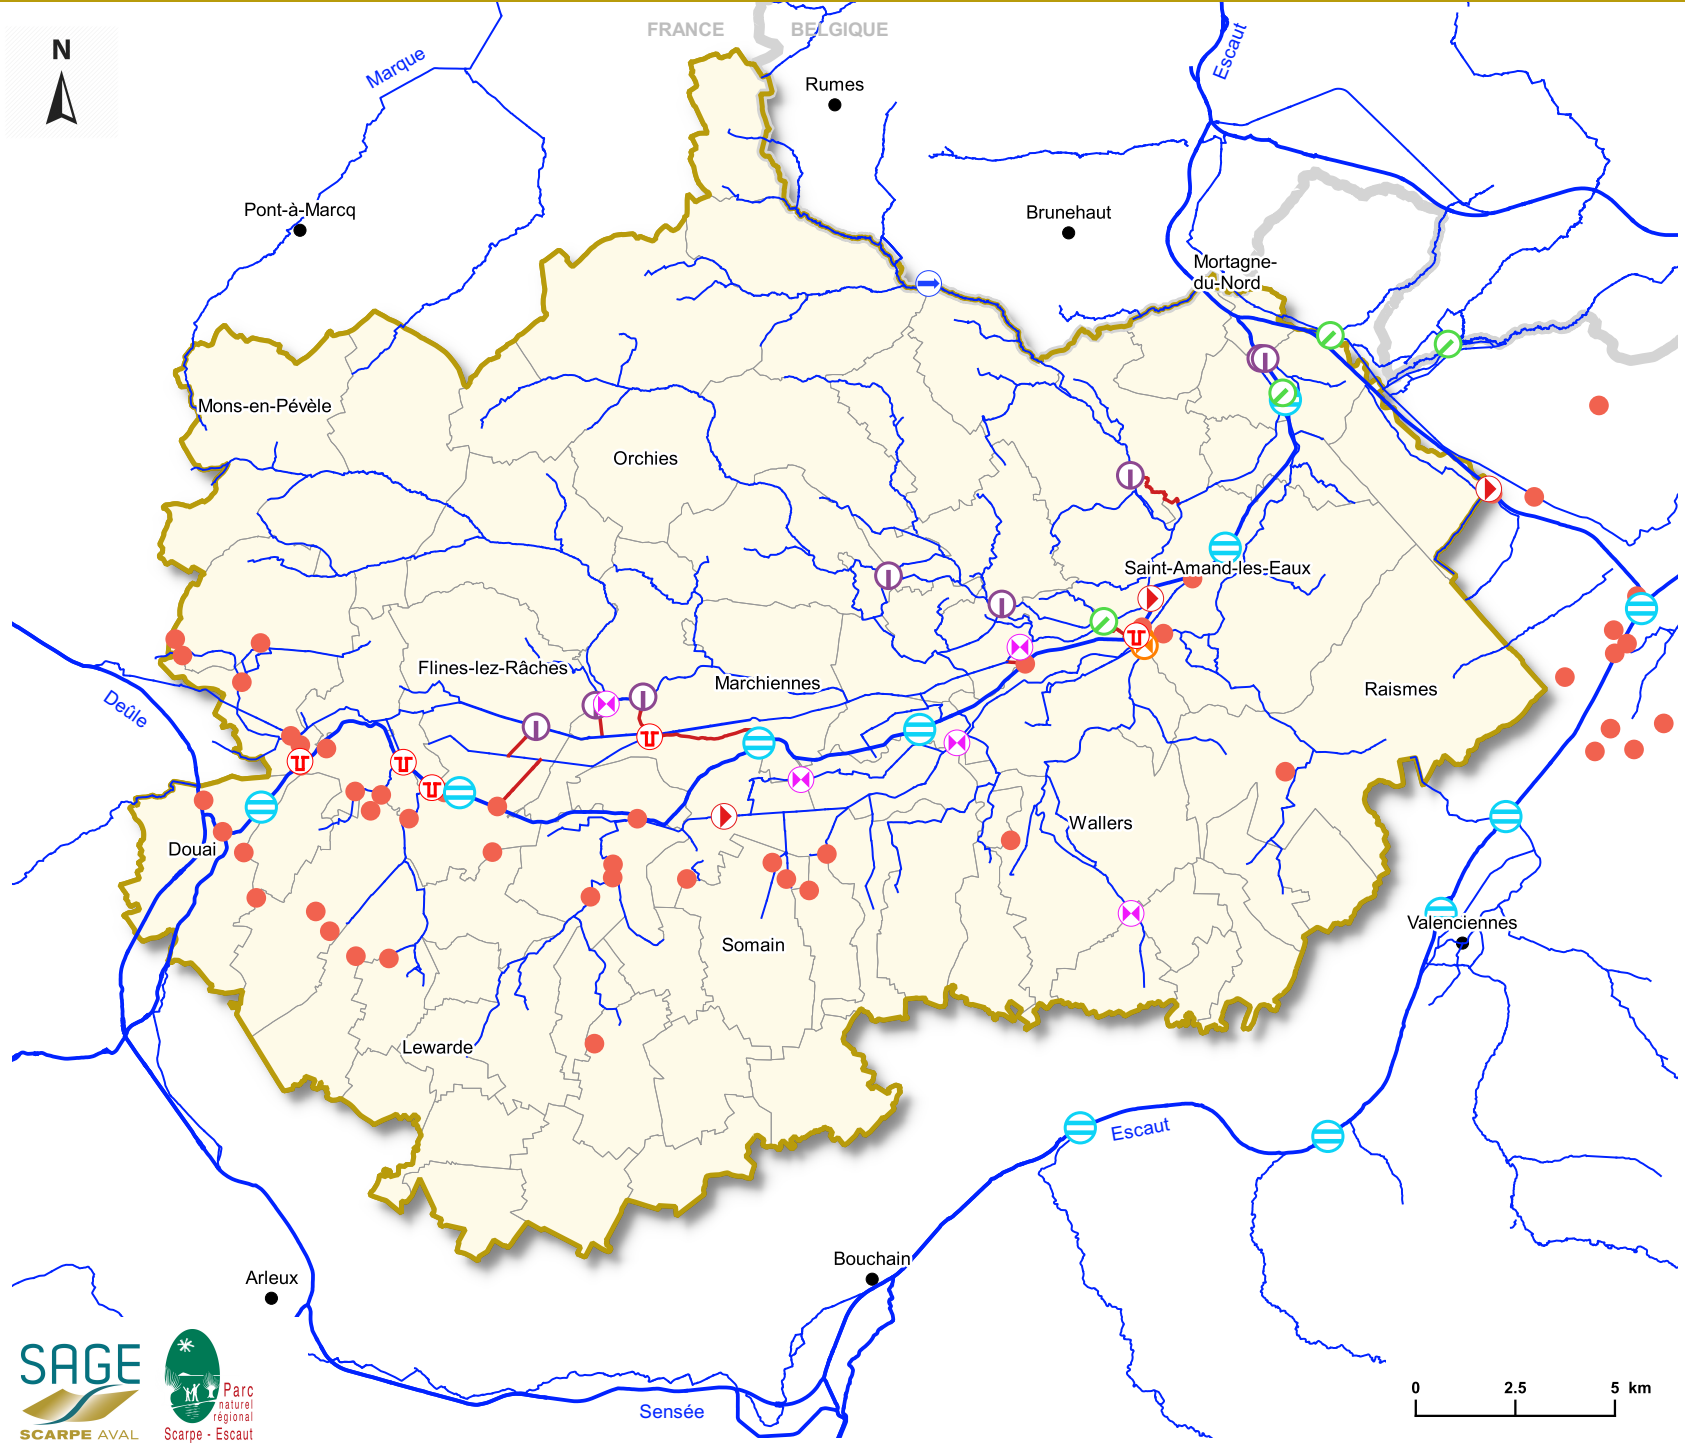 FRANCE
BELGIQUE
N
Marque
Escaut
Rumes
Pont-à-Marcq
Brunehaut
Mortagne-
du-Nord
Mons-en-Pévèle
Orchies
Saint-Amand-les-Eaux
Flines-lez-Râches
Marchiennes
Raismes
Deûle
Wallers
Douai
Valenciennes
Somain
Lewarde
Escaut
Bouchain
Arleux
Sensée
0 2.5 5 km
SAGE
SCARPE AVAL
Parc
naturel
régional
Scarpe - Escaut